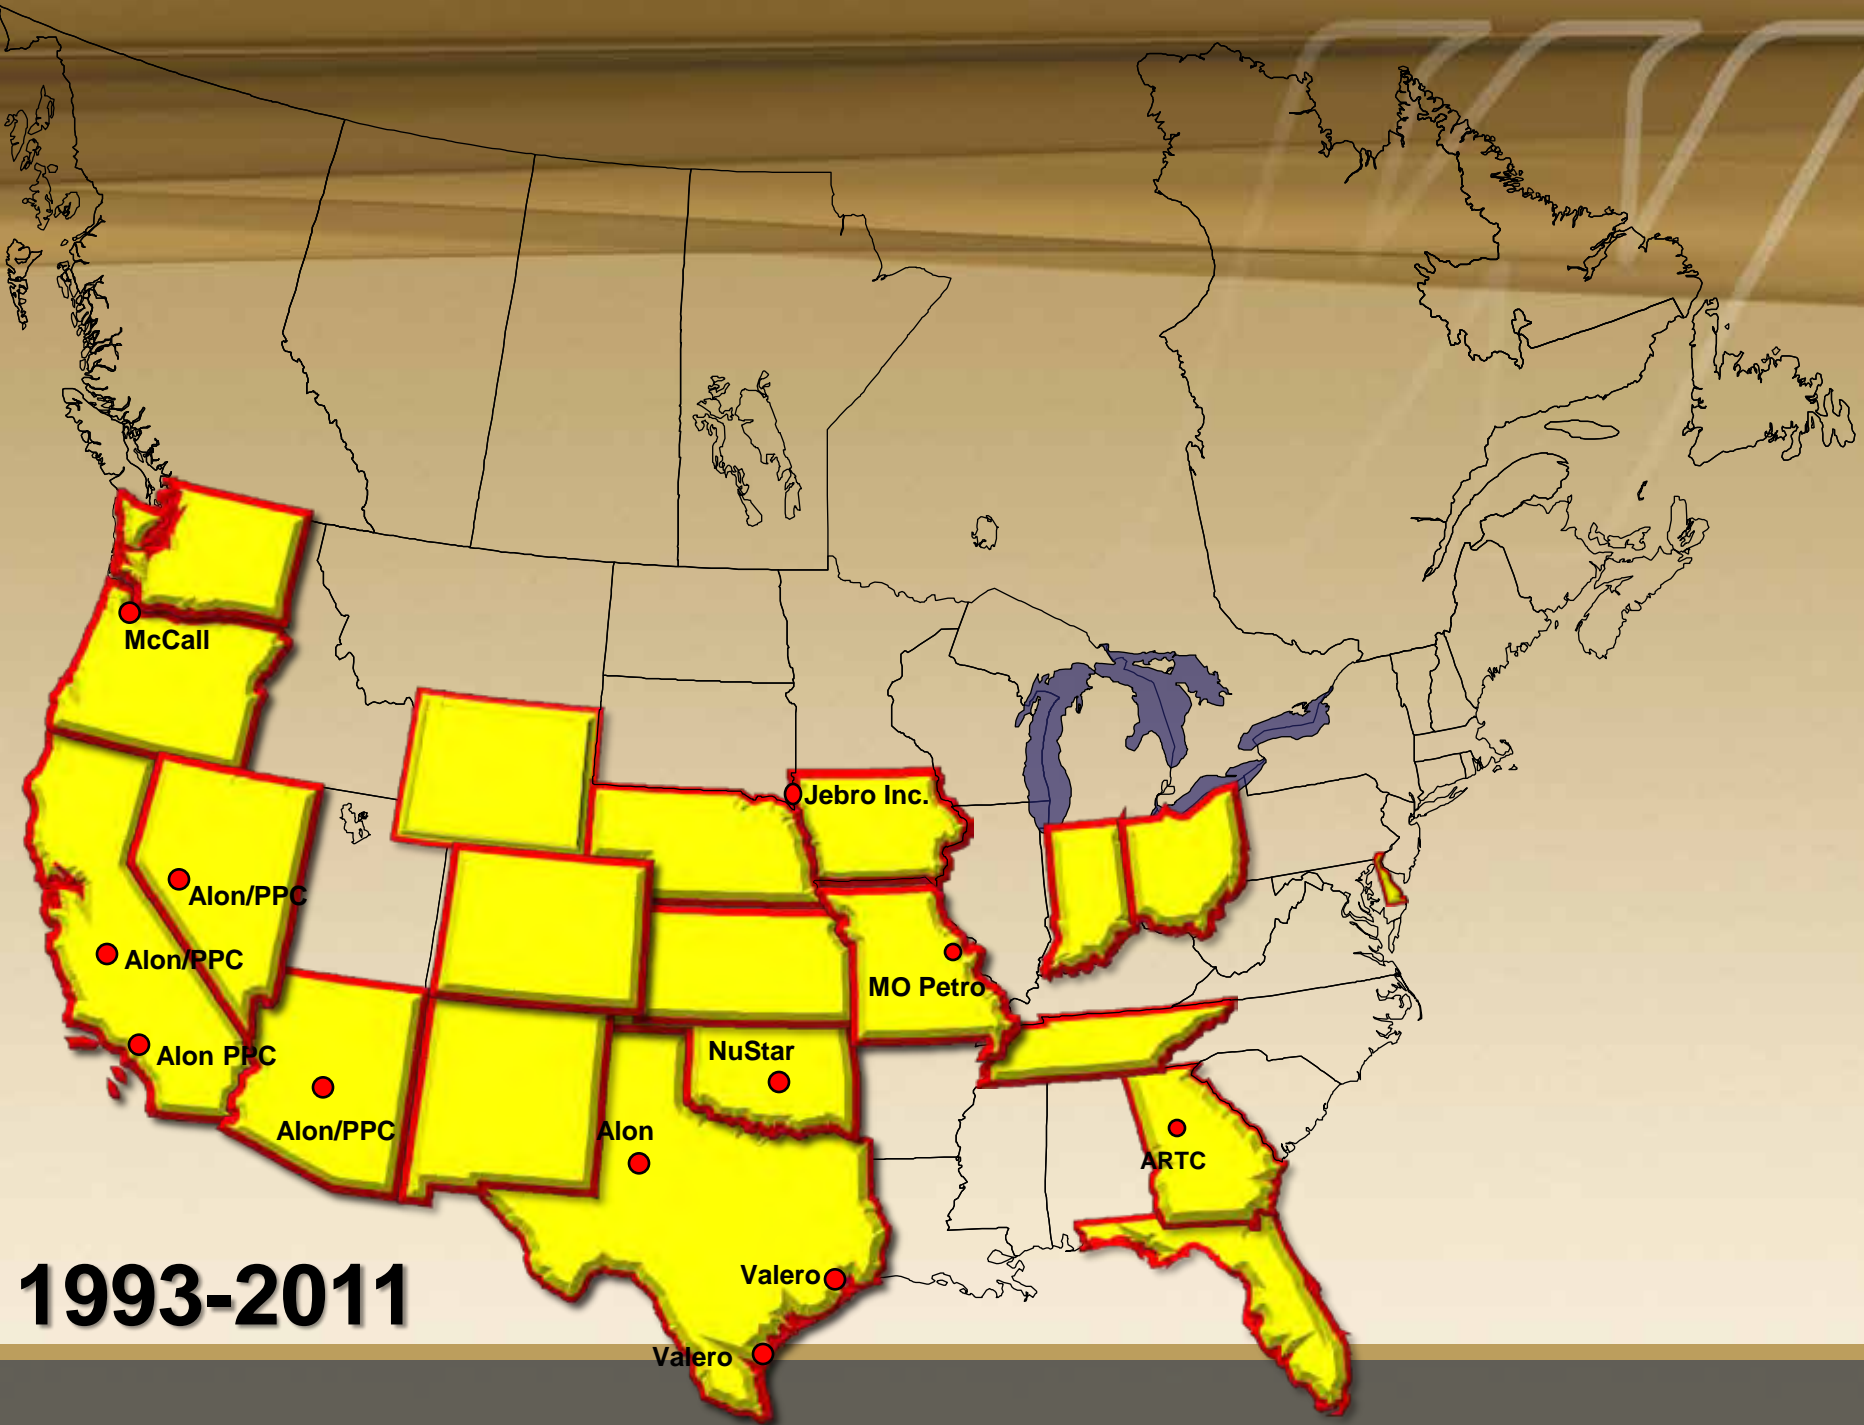 McCall
Jebro Inc.
Alon/PPC
Alon/PPC
MO Petro
Alon PPC
NuStar
Alon/PPC
Alon
ARTC
Valero
1993-2011
Valero